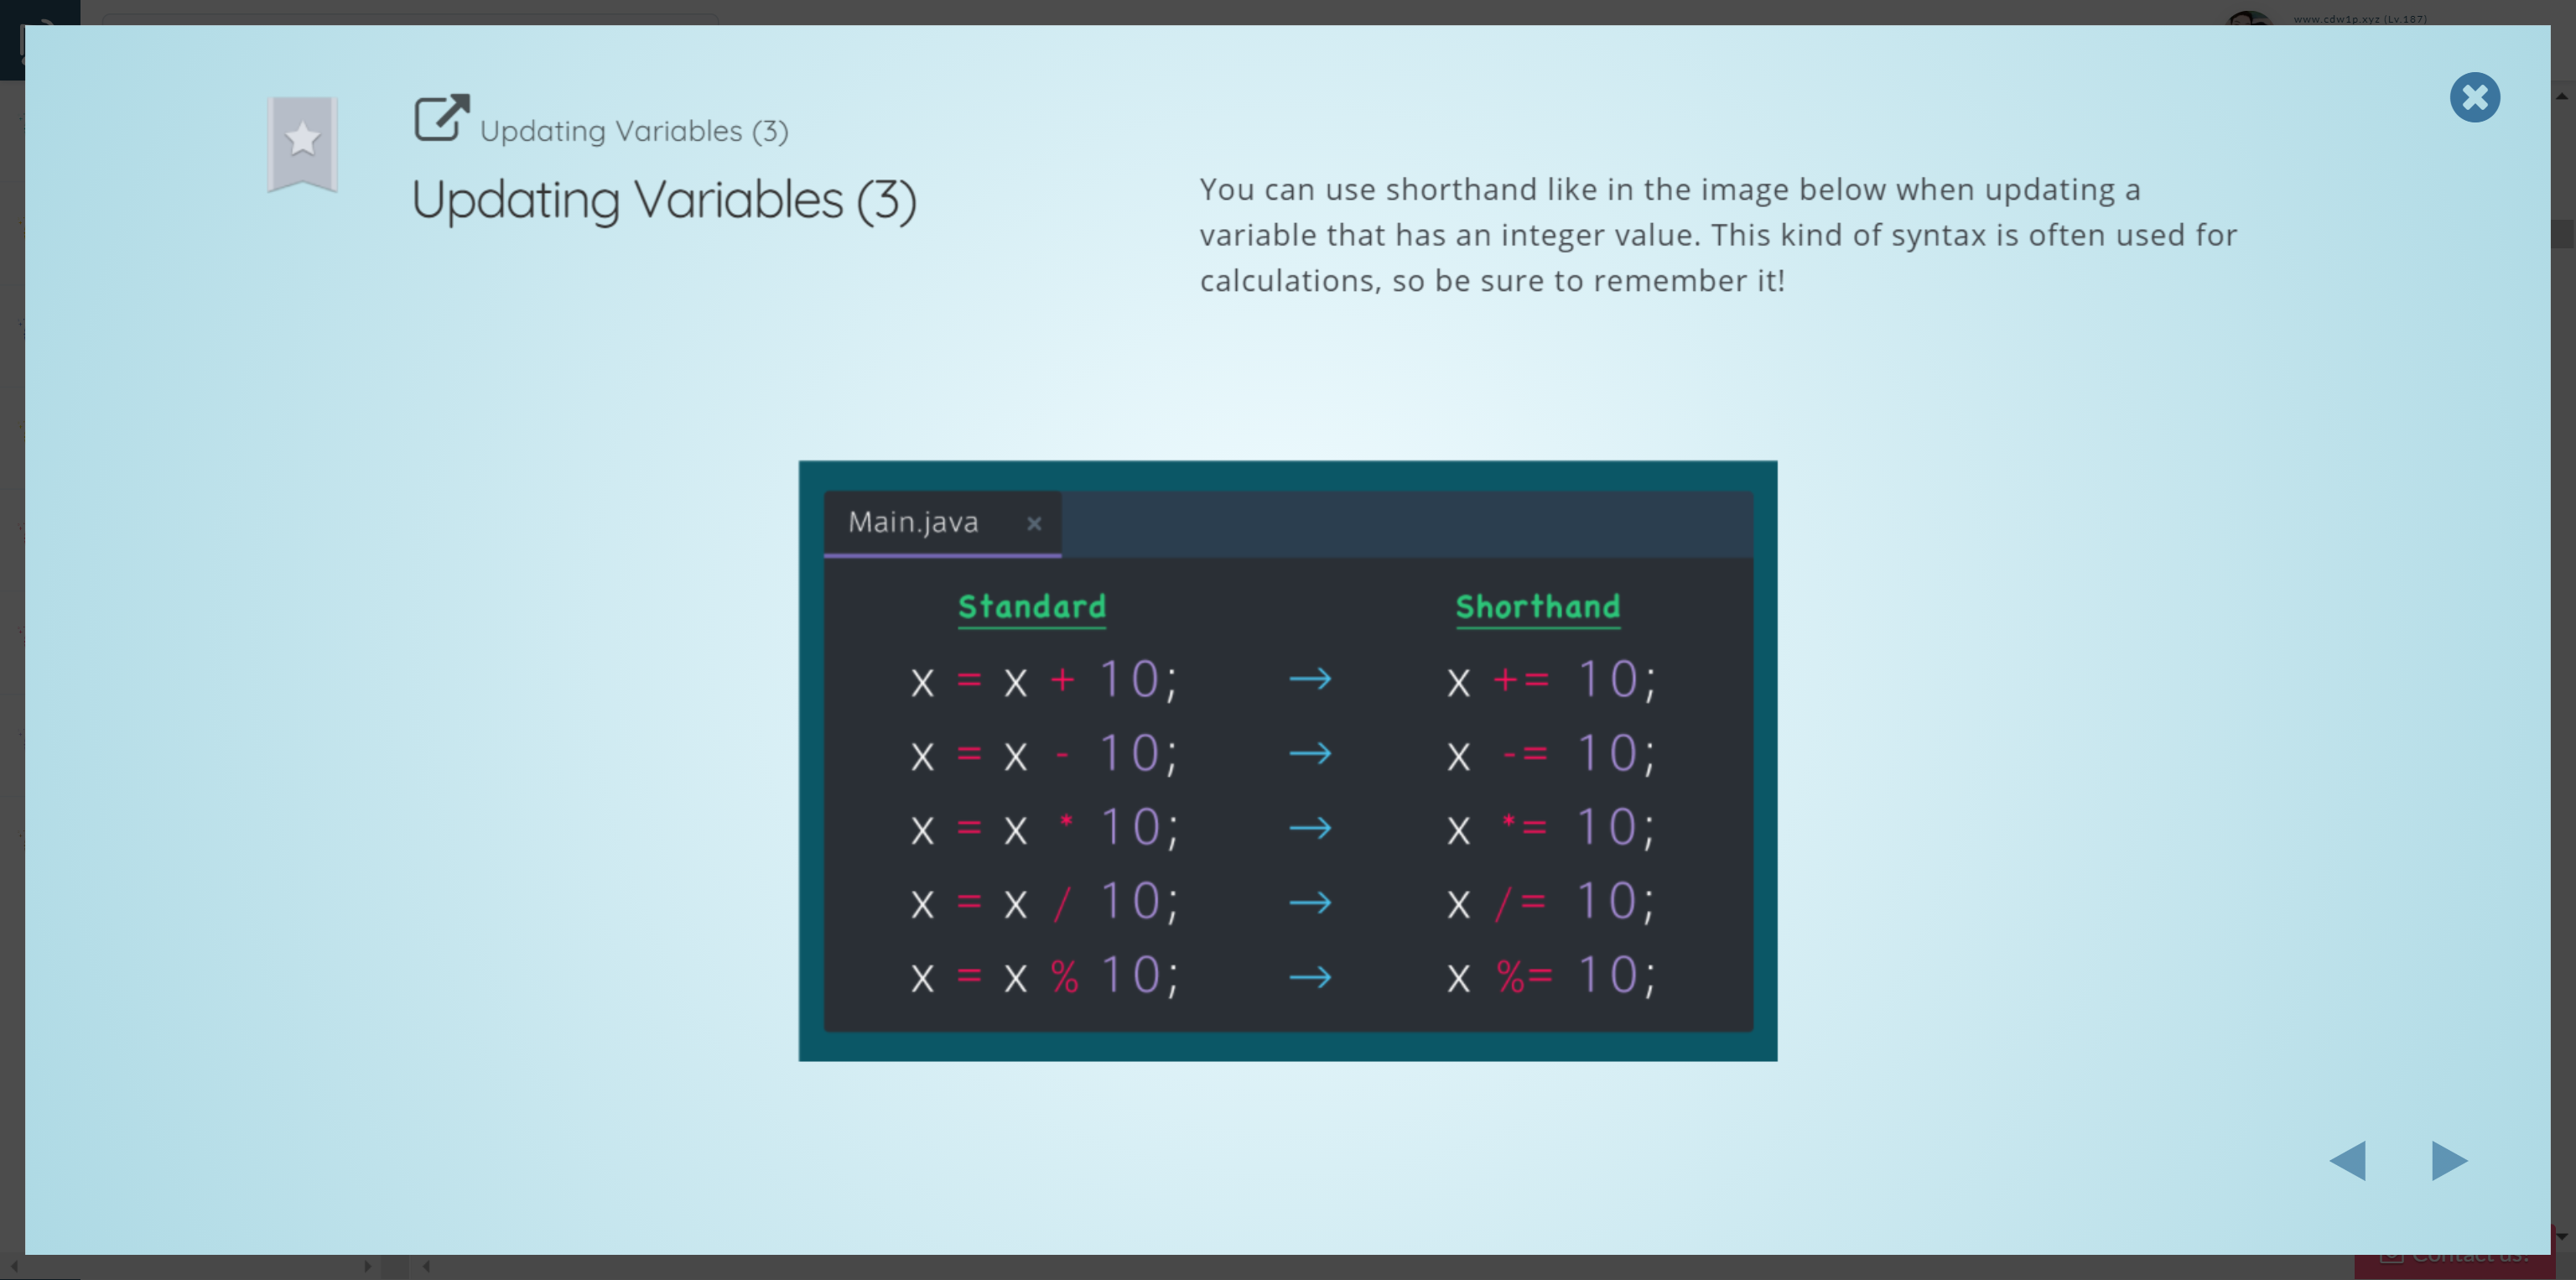 www.cdw1p.xyz (Lv.187)
Updating Variables (3)
Updating Variables (3)
You can use shorthand like in the image below when updating a
variable that has an integer value. This kind of syntax is often used for
calculations, so be sure to remember it!
Main.java ×
Standard Shorthand
x = x + 10; → x += 10;
x = x - 10; → x -= 10;
x = x * 10; → x *= 10;
x = x / 10; → x /= 10;
x = x % 10; → x %= 10;
Contact us!